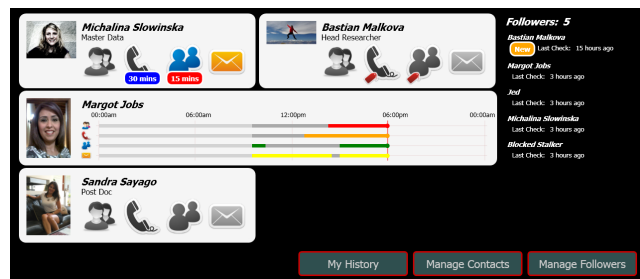 Michalina Slowinska
Master Data
30 mins
15 mins
Bastian Malkova
Head Researcher
Followers: 5
Bastian Malkova
New Last Check: 15 hours ago
Margot Jobs
Last Check: 3 hours ago
Jed
Last Check: 3 hours ago
Michalina Slowinska
Last Check: 3 hours ago
Blocked Stalker
Last Check: 3 hours ago
Margot Jobs
00:00am 06:00am 12:00pm 06:00pm 00:00am
Sandra Sayago
Post Doc
My History
Manage Contacts
Manage Followers